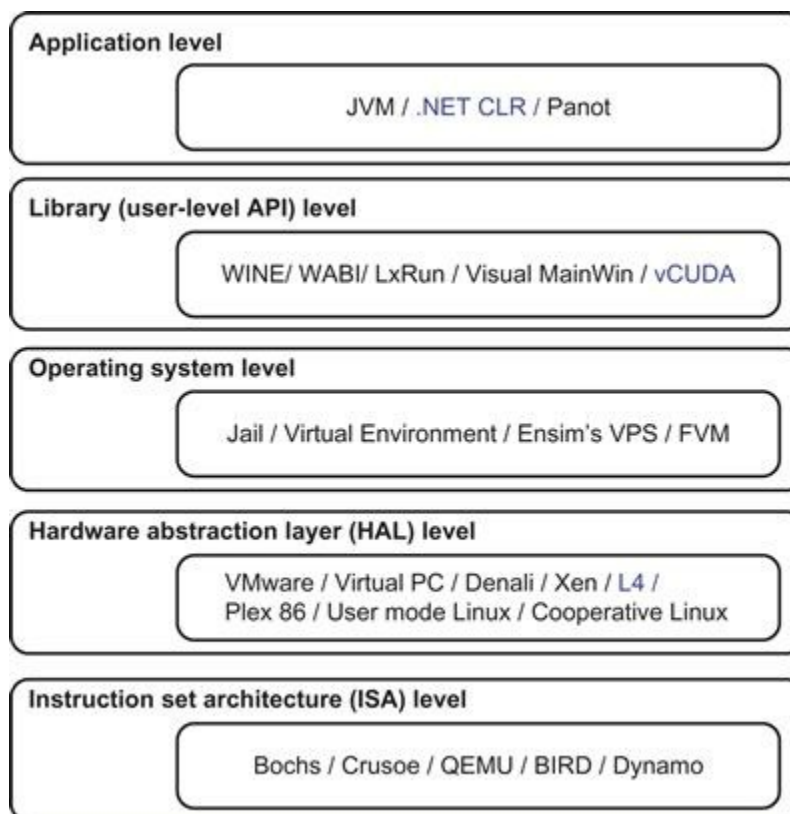 Application level
JVM / .NET CLR / Panot
Library (user-level API) level
WINE/ WABI/ LxRun / Visual MainWin / vCUDA
Operating system level
Jail / Virtual Environment / Ensim's VPS / FVM
Hardware abstraction layer (HAL) level
VMware / Virtual PC / Denali / Xen / L4 /
Plex 86 / User mode Linux / Cooperative Linux
Instruction set architecture (ISA) level
Bochs / Crusoe / QEMU / BIRD / Dynamo